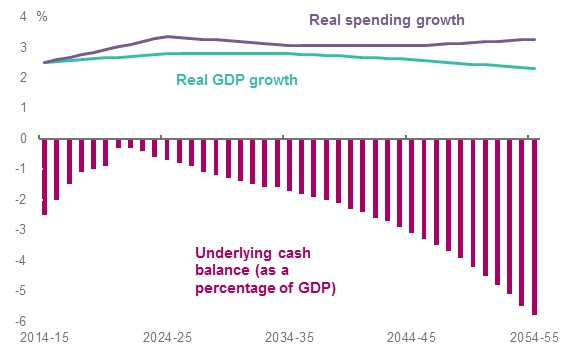 4 %
Real spending growth
3
2
Real GDP growth
1
0
-1
-2
-3
Underlying cash
balance (as a
percentage of GDP)
-4
-5
-6
2014-15 2024-25 2034-35 2044-45 2054-55